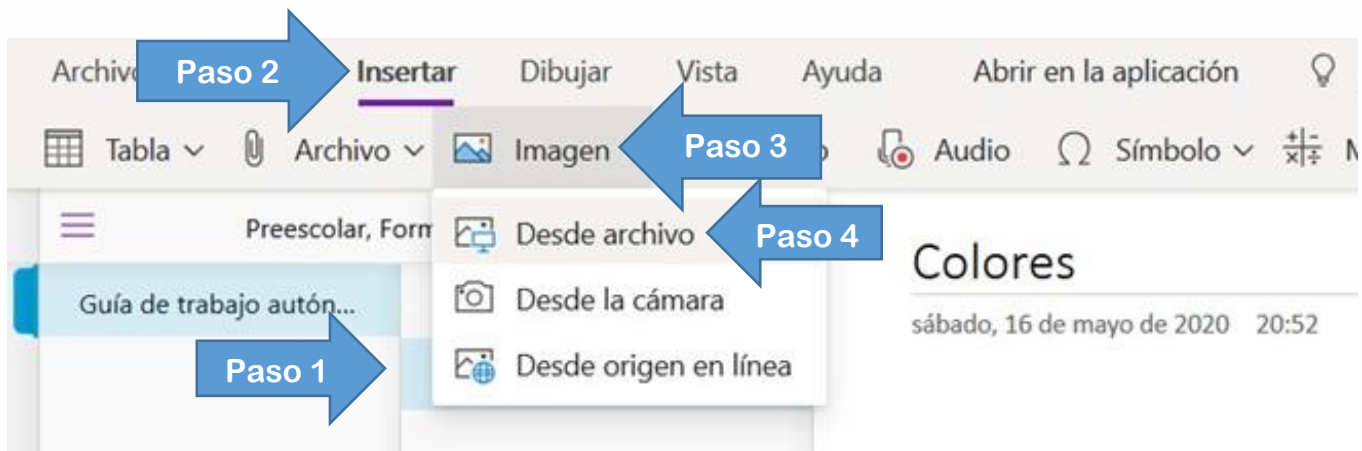 Archivo Paso 2 Insertar Dibujar Vista Ayuda Abrir en la aplicación
Tabla Archivo Imagen Paso 3 Audio Símbolo
Preescolar, Form
Desde archivo Paso 4
Colores
Guía de trabajo autón...
Desde la cámara
sábado, 16 de mayo de 2020 20:52
Paso 1
Desde origen en línea